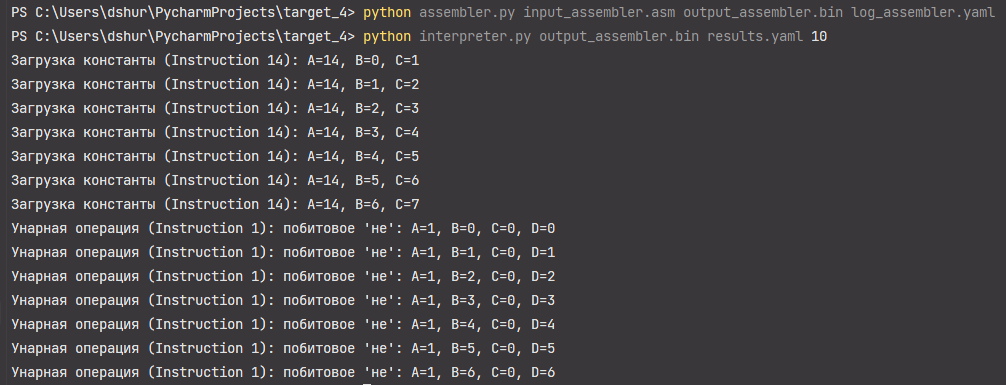 PS C:\Users\dshur\PycharmProjects\target_4> python assembler.py input_assembler.asm output_assembler.bin log_assembler.yaml
PS C:\Users\dshur\PycharmProjects\target_4> python interpreter.py output_assembler.bin results.yaml 10
Загрузка константы (Instruction 14): A=14, B=0, C=1
Загрузка константы (Instruction 14): A=14, B=1, C=2
Загрузка константы (Instruction 14): A=14, B=2, C=3
Загрузка константы (Instruction 14): A=14, B=3, C=4
Загрузка константы (Instruction 14): A=14, B=4, C=5
Загрузка константы (Instruction 14): A=14, B=5, C=6
Загрузка константы (Instruction 14): A=14, B=6, C=7
Унарная операция (Instruction 1): побитовое 'не': A=1, B=0, C=0, D=0
Унарная операция (Instruction 1): побитовое 'не': A=1, B=1, C=0, D=1
Унарная операция (Instruction 1): побитовое 'не': A=1, B=2, C=0, D=2
Унарная операция (Instruction 1): побитовое 'не': A=1, B=3, C=0, D=3
Унарная операция (Instruction 1): побитовое 'не': A=1, B=4, C=0, D=4
Унарная операция (Instruction 1): побитовое 'не': A=1, B=5, C=0, D=5
Унарная операция (Instruction 1): побитовое 'не': A=1, B=6, C=0, D=6